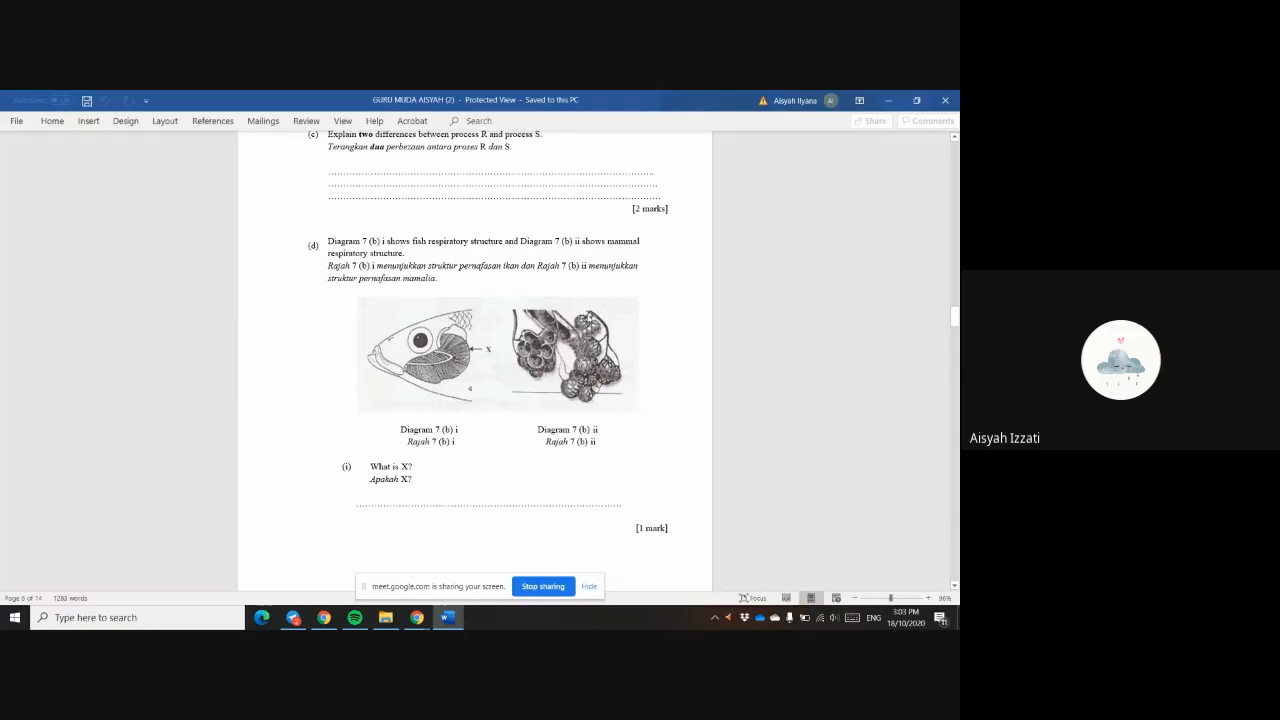 GURU MUDA AISYAH (2) - Protected View - Saved to this PC
Aisyah Ilyana
AI
File Home Insert Design Layout References Mailings Review View Help Acrobat Search
Share Comments
(c) Explain two differences between process R and process S.
Terangkan dua perbezaan antara proses R dan S.
[2 marks]
(d) Diagram 7 (b) i shows fish respiratory structure and Diagram 7 (b) ii shows mammal
respiratory structure.
Rajah 7 (b) i menunjukkan struktur pernafasan ikan dan Rajah 7 (b) ii menunjukkan
struktur pernafasan mamalia.
X
Diagram 7 (b) i Diagram 7 (b) ii
Rajah 7 (b) i Rajah 7 (b) ii
(i) What is X?
Apakah X?
[1 mark]
meet.google.com is sharing your screen. Stop sharing Hide
Page 6 of 14 1283 words Focus 96%
Type here to search
ENG
3:03 PM
18/10/2020
Aisyah Izzati